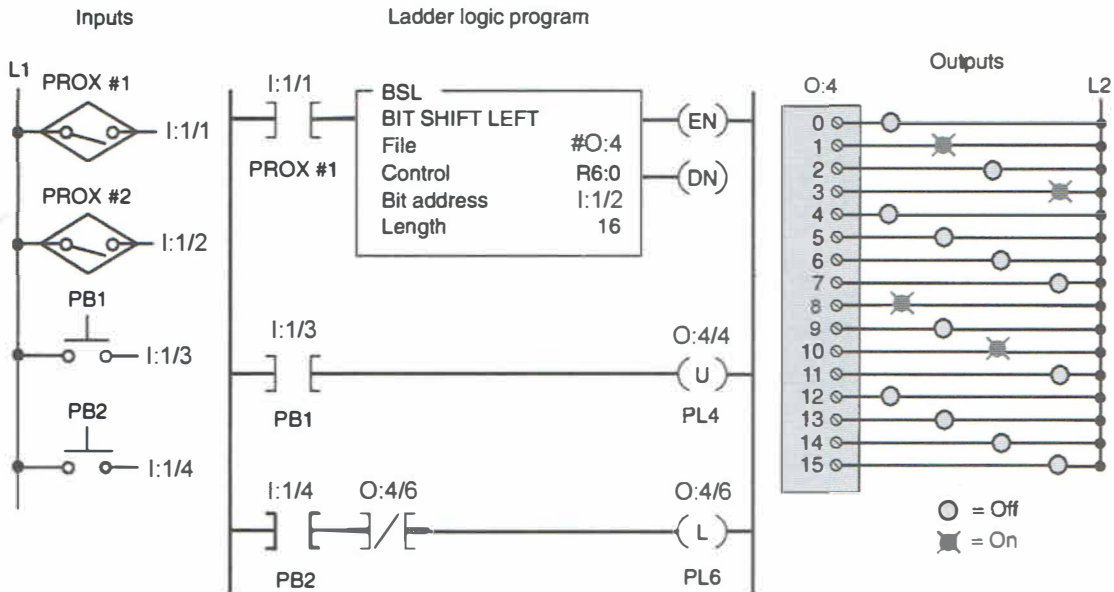 Inputs
Ladder logic program
Outputs
L1
PROX #1
I:1/1
PROX #2
I:1/2
PB1
I:1/3
PB2
I:1/4
I:1/1
PROX #1
BSL
BIT SHIFT LEFT
File #O:4
Control R6:0
Bit address I:1/2
Length 16
EN
DN
I:1/3
PB1
O:4/4
U
PL4
I:1/4
PB2
O:4/6
O:4/6
L
PL6
O:4
L2
0
1
2
3
4
5
6
7
8
9
10
11
12
13
14
15
= Off
= On